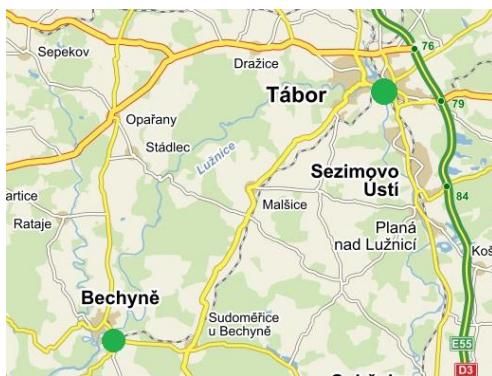 76
Sepekov
Dražice
Tábor
79
Opařany
Stádlec
Lužnice
Sezimovo
Ústí
84
Malšice
artice
Rataje
Planá
nad Lužnicí
Koš
Bechyně
Sudoměřice
u Bechyně
E55
D3